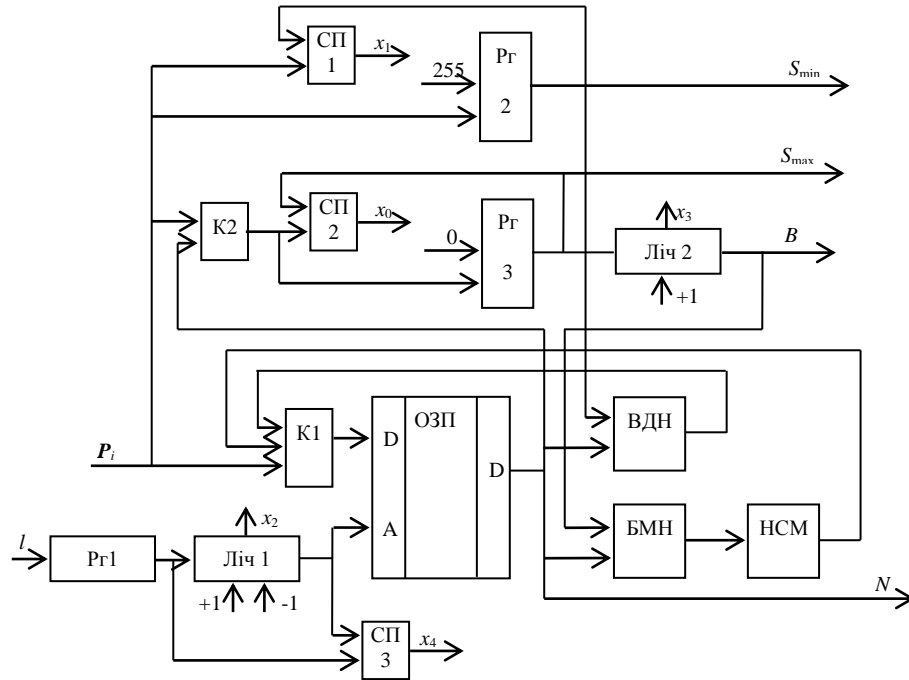 СП
1
x₁
255
Рг
2
Smin
Smax
К2
СП
2
x₀
0
Рг
3
x₃
Ліч 2
+1
B
К1
ОЗП
D
D
A
ВДН
Pᵢ
l
Рг1
x₂
Ліч 1
+1
-1
БМН
НСМ
N
СП
3
x₄